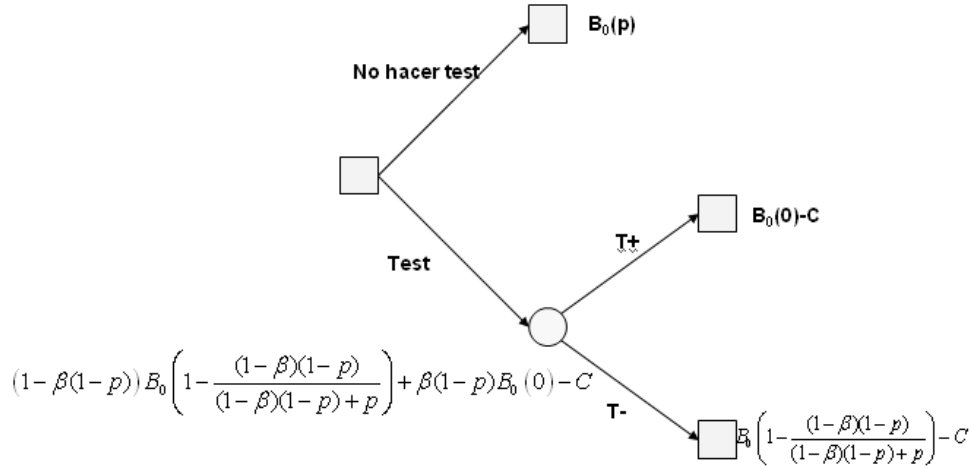 B₀(p)
No hacer test
B₀(0)-C
T+
Test
(1 - β(1 - p)) B₀ (1 - (1 - β)(1 - p) / ((1 - β)(1 - p) + p)) + β(1 - p)B₀ (0) - C
T-
B₀ (1 - (1 - β)(1 - p) / ((1 - β)(1 - p) + p)) - C